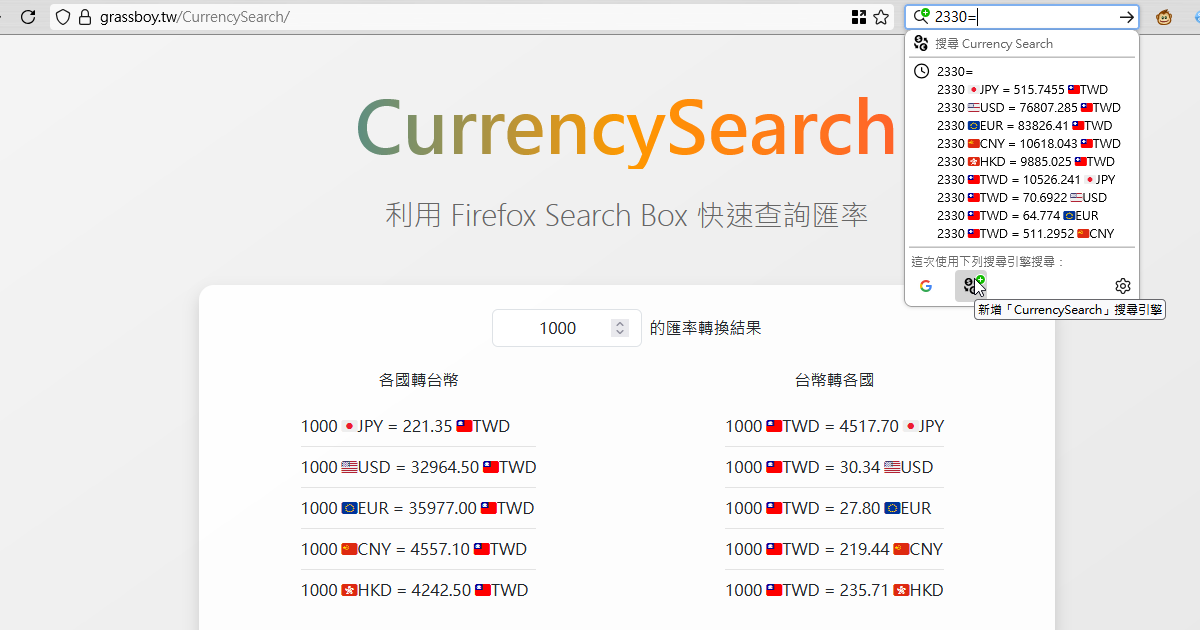 grassboy.tw/CurrencySearch/
2330=
搜尋 Currency Search
2330=
2330 🇯🇵JPY = 515.7455 🇹🇼TWD
2330 🇺🇸USD = 76807.285 🇹🇼TWD
2330 🇪🇺EUR = 83826.41 🇹🇼TWD
2330 🇨🇳CNY = 10618.043 🇹🇼TWD
2330 🇭🇰HKD = 9885.025 🇹🇼TWD
2330 🇹🇼TWD = 10526.241 🇯🇵JPY
2330 🇹🇼TWD = 70.6922 🇺🇸USD
2330 🇹🇼TWD = 64.774 🇪🇺EUR
2330 🇹🇼TWD = 511.2952 🇨🇳CNY
這次使用下列搜尋引擎搜尋：
新增「CurrencySearch」搜尋引擎
CurrencySearch
利用 Firefox Search Box 快速查詢匯率
1000 的匯率轉換結果
各國轉台幣
1000 🇯🇵JPY = 221.35 🇹🇼TWD
1000 🇺🇸USD = 32964.50 🇹🇼TWD
1000 🇪🇺EUR = 35977.00 🇹🇼TWD
1000 🇨🇳CNY = 4557.10 🇹🇼TWD
1000 🇭🇰HKD = 4242.50 🇹🇼TWD
台幣轉各國
1000 🇹🇼TWD = 4517.70 🇯🇵JPY
1000 🇹🇼TWD = 30.34 🇺🇸USD
1000 🇹🇼TWD = 27.80 🇪🇺EUR
1000 🇹🇼TWD = 219.44 🇨🇳CNY
1000 🇹🇼TWD = 235.71 🇭🇰HKD